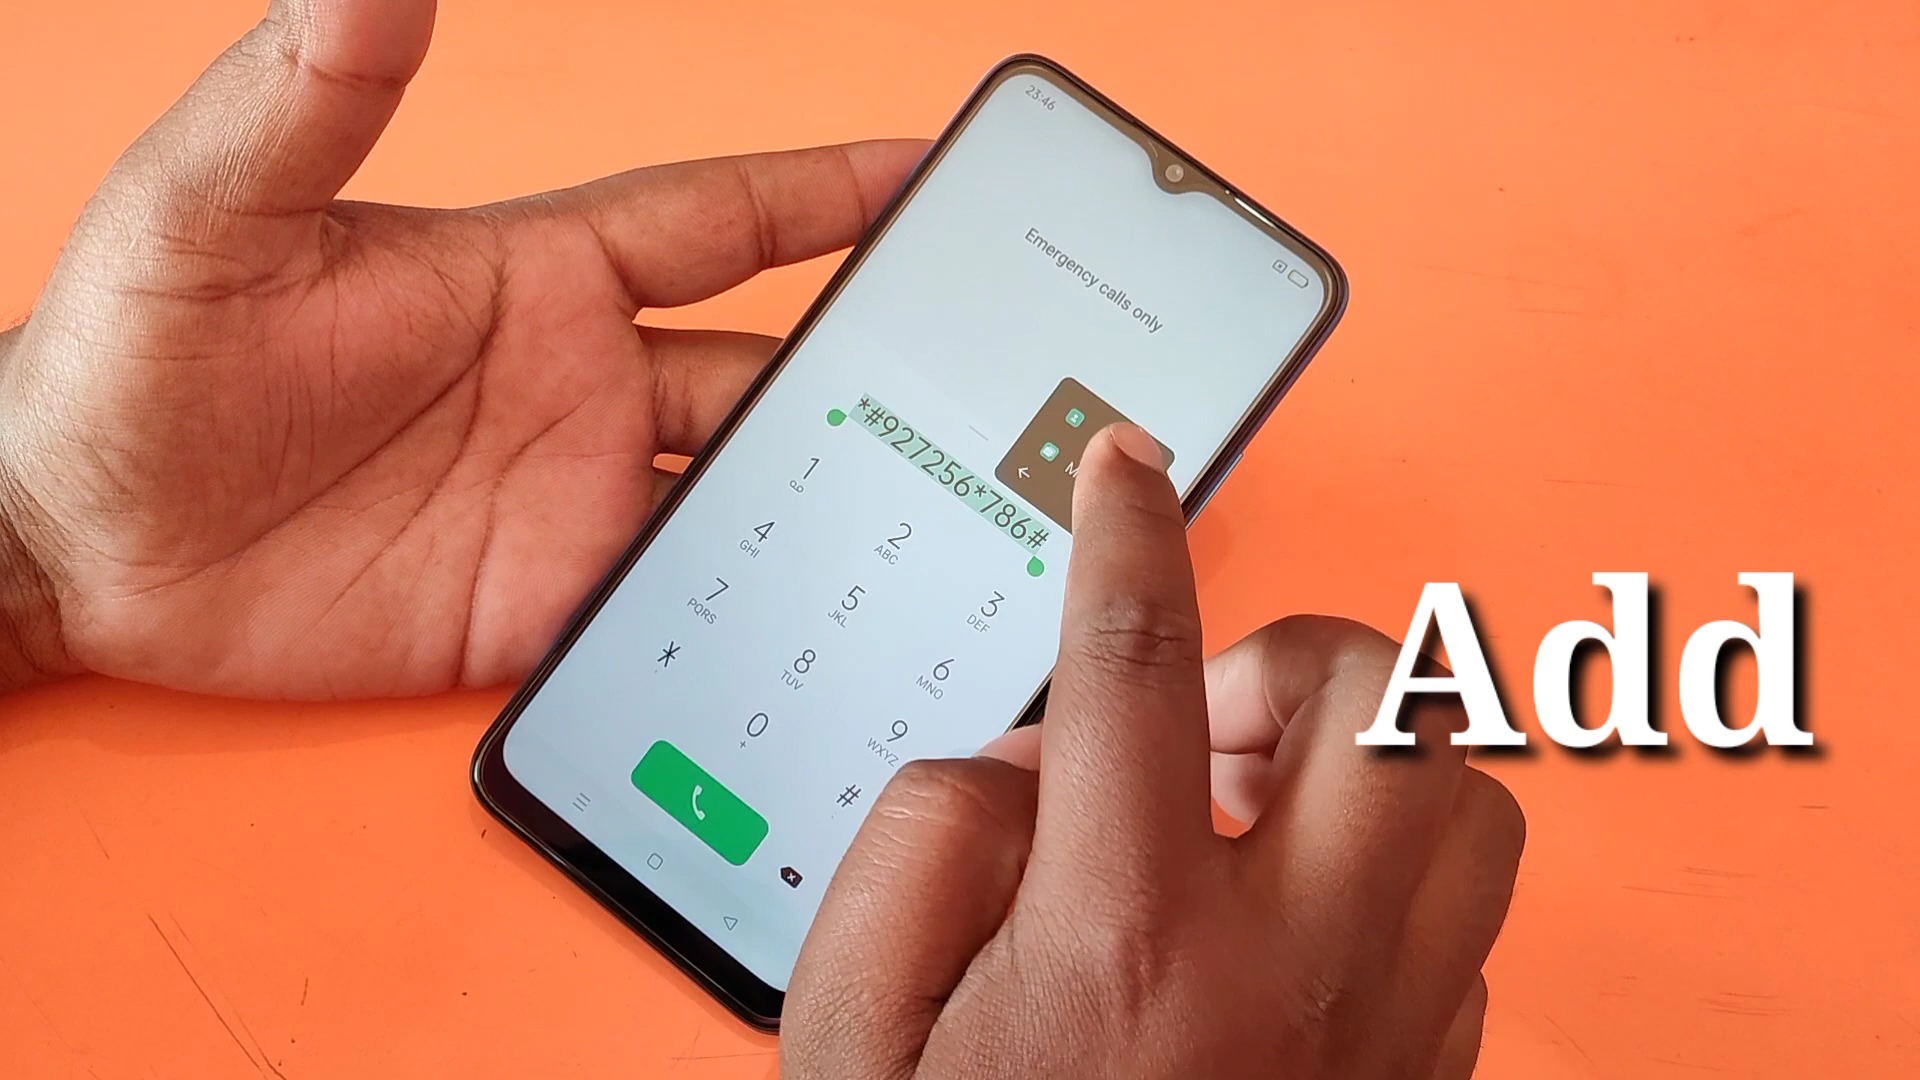 23:46
Emergency calls only
*#927256*786#
1
2
ABC
3
DEF
4
GHI
5
JKL
6
MNO
7
PQRS
8
TUV
9
WXYZ
*
0
+
#
Add